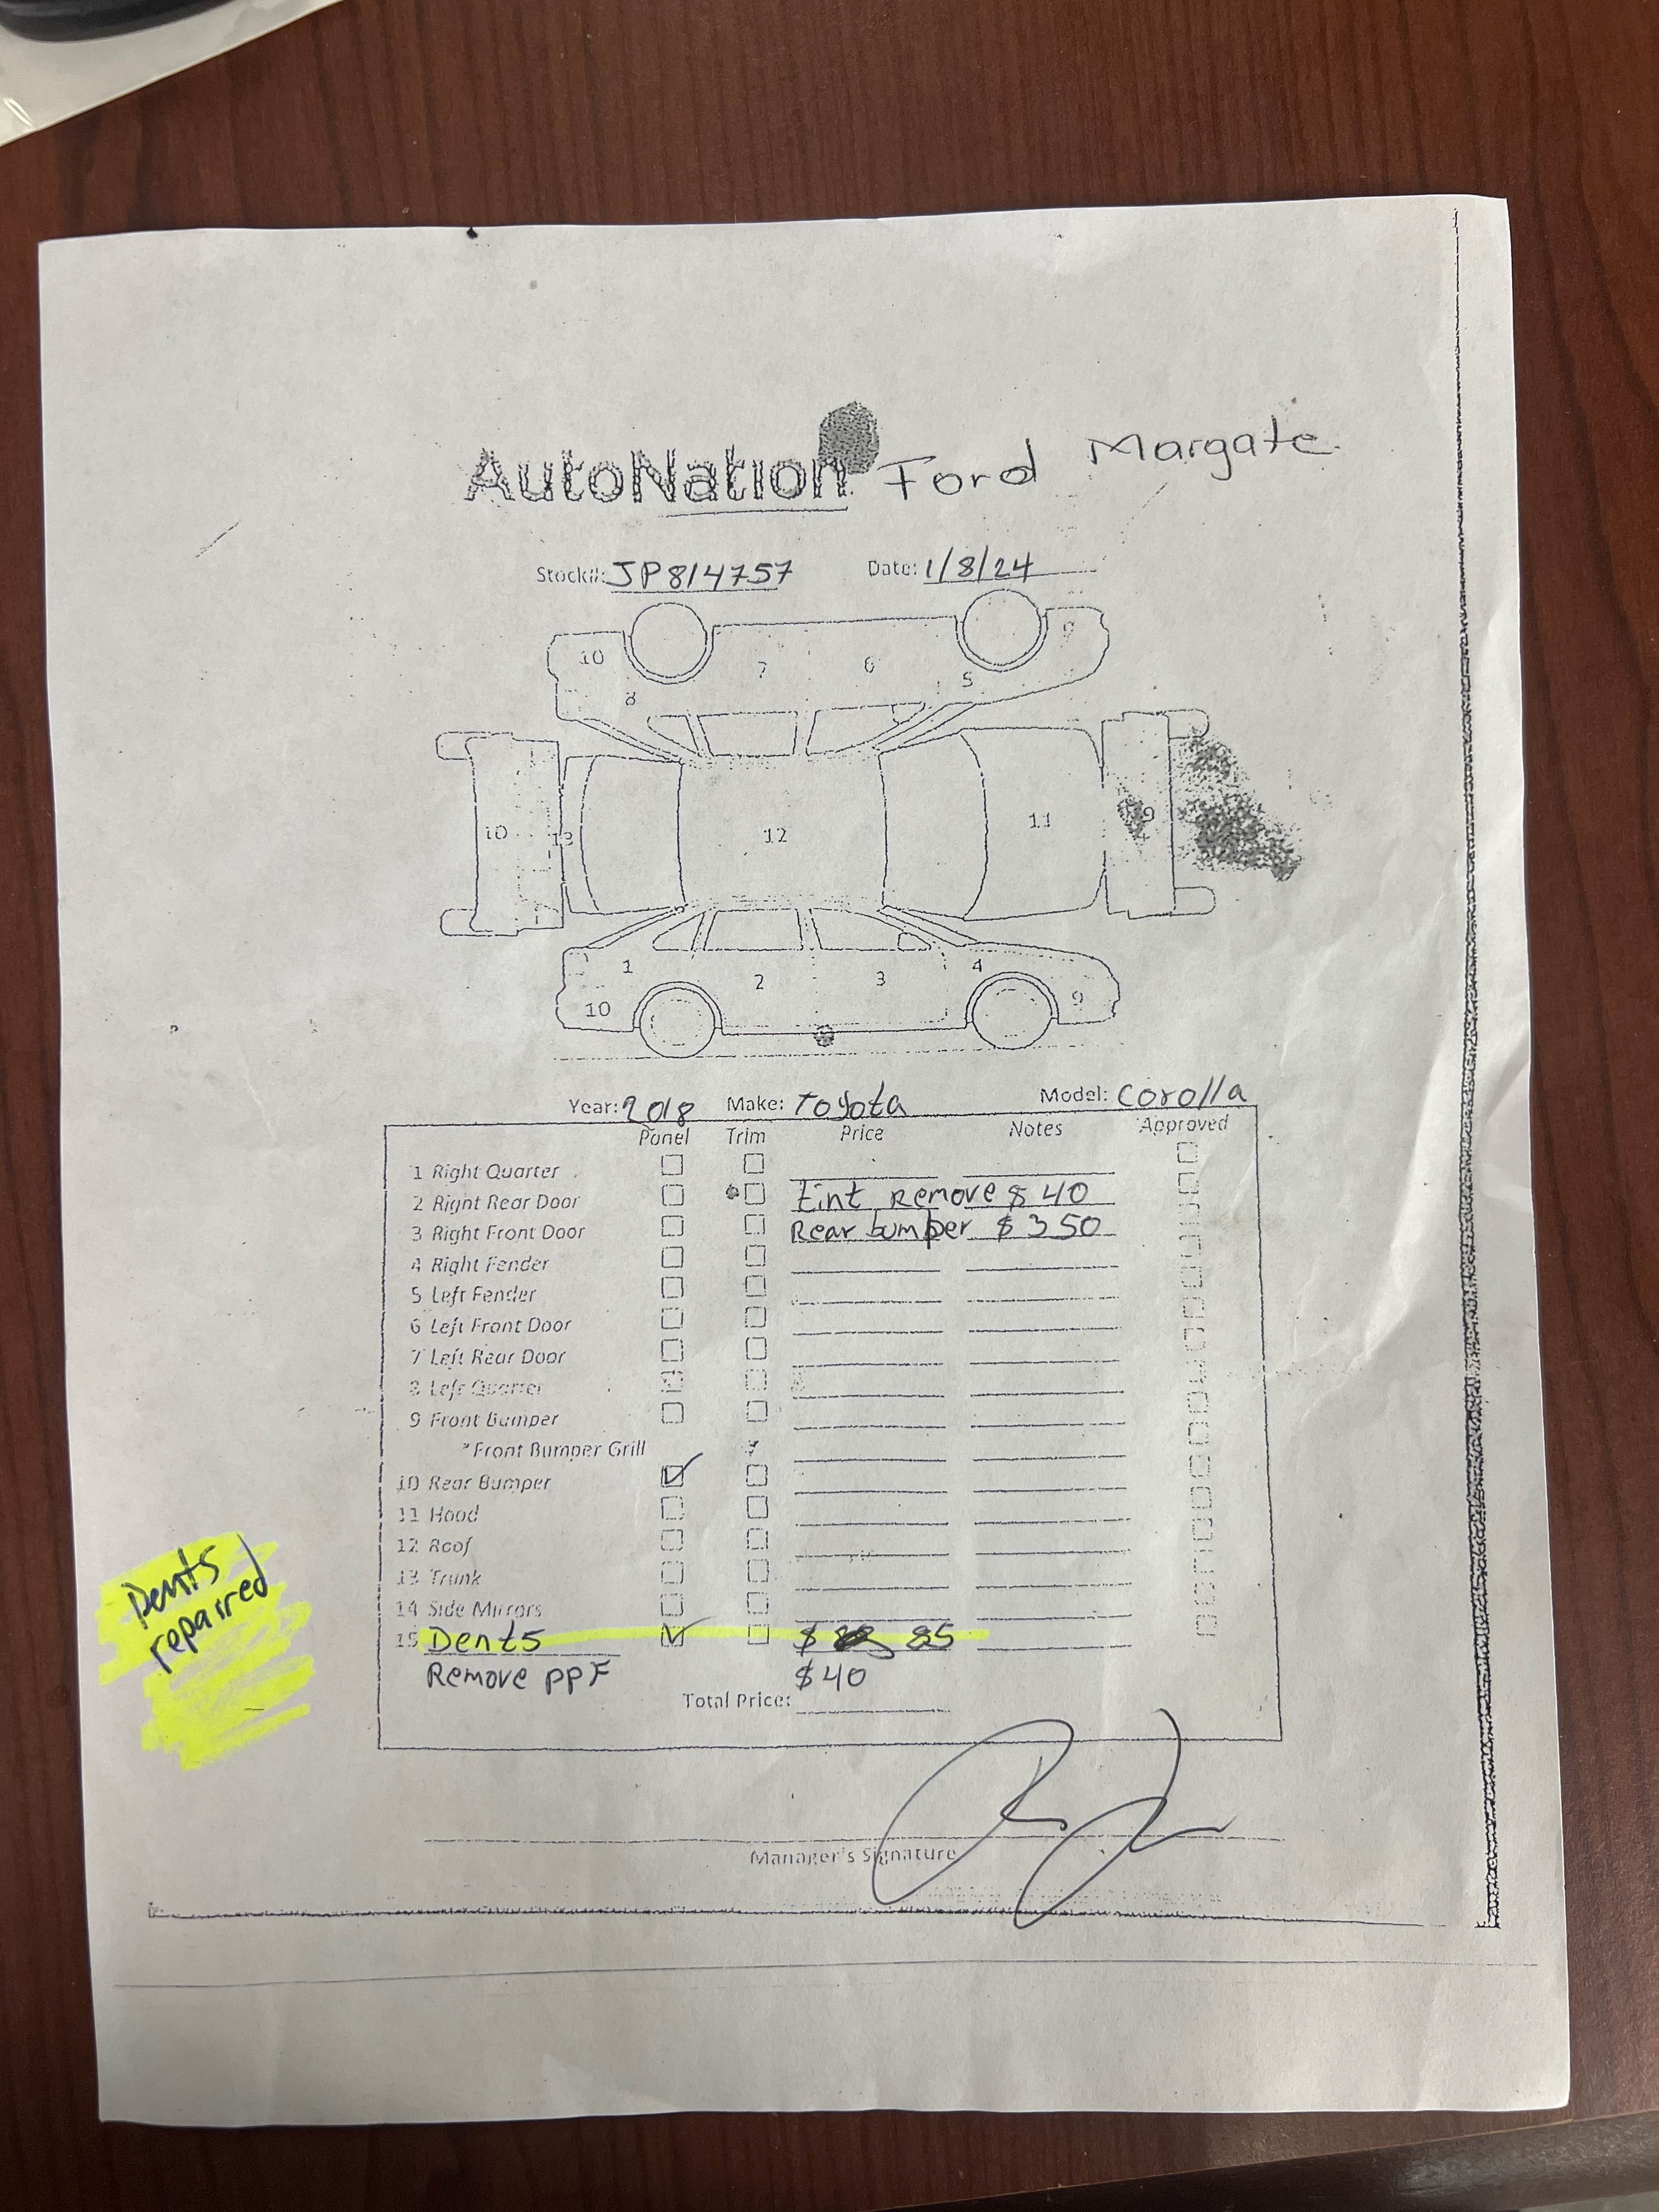 AutoNation Ford Margate
Stock#: JP814757 Date: 1/8/24
10 7 6 9
8 5
10 13 12 11 9
1 2 3 4
10 9
Year: 2018 Make: Toyota Model: Corolla
Panel Trim Price Notes Approved
1 Right Quarter
2 Right Rear Door tint Remove $ 40
3 Right Front Door Rear bumper $ 350
4 Right Fender
5 Left Fender
6 Left Front Door
7 Left Rear Door
8 Left Quarter
9 Front Bumper
*Front Bumper Grill
10 Rear Bumper
11 Hood
12 Roof
13 Trunk
14 Side Mirrors
15 Dents $ 85
Remove ppF $40
Total Price:
Dents
repaired
Manager's Signature